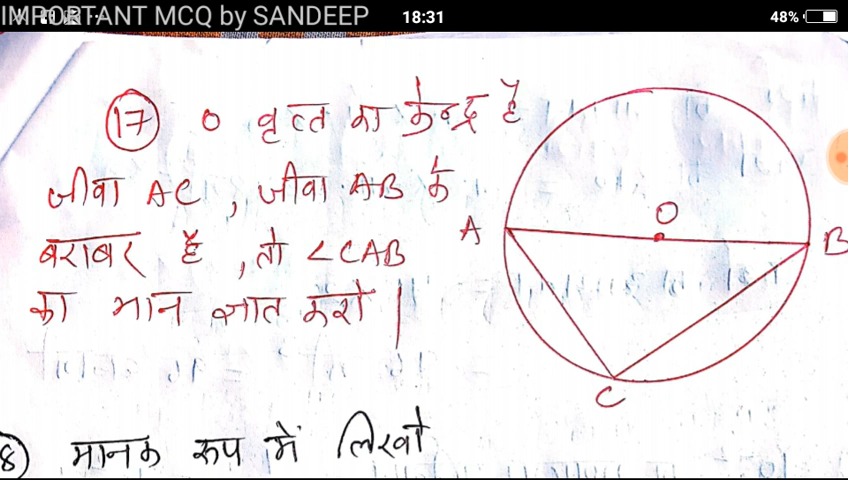 IMPORTANT MCQ by SANDEEP 18:31 48%
17 O वृत्त का केन्द्र है
जीवा AC, जीवा AB के
बराबर है, तो ∠CAB
का मान ज्ञात करो |
A
O
B
C
8 मानक रूप में लिखो